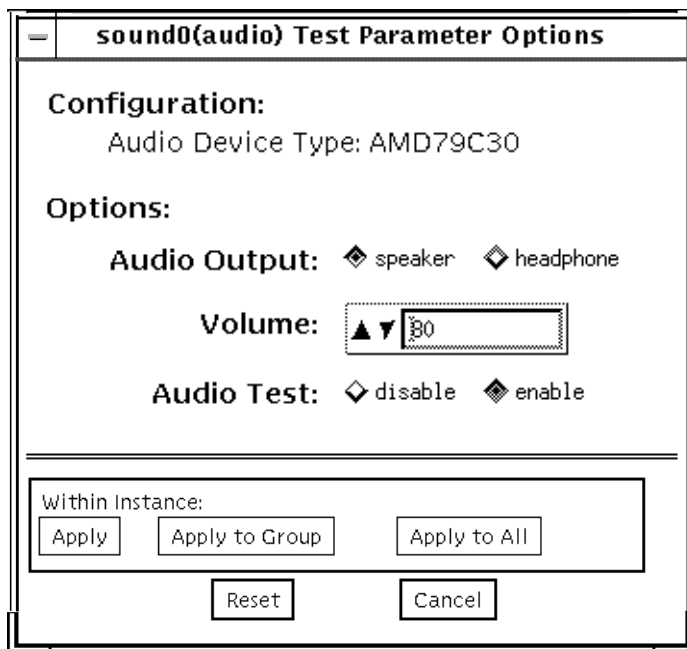 sound0(audio) Test Parameter Options
Configuration:
Audio Device Type: AMD79C30
Options:
Audio Output: speaker headphone
Volume: 80
Audio Test: disable enable
Within Instance:
Apply Apply to Group Apply to All
Reset Cancel